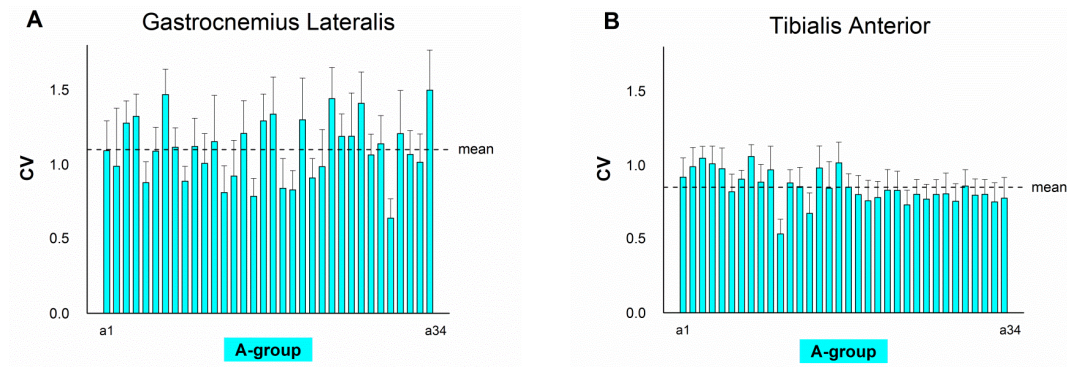 A
Gastrocnemius Lateralis
CV
1.5
1.0
0.5
0.0
mean
a1
a34
A-group
B
Tibialis Anterior
CV
1.5
1.0
0.5
0.0
mean
a1
a34
A-group